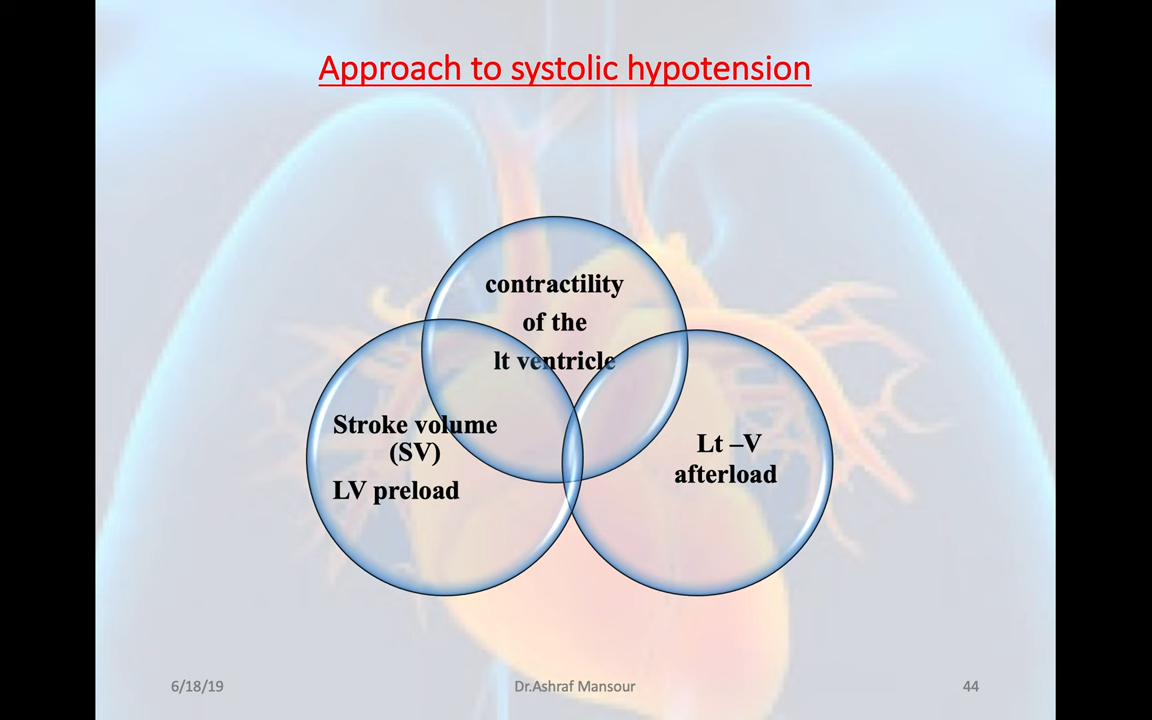 Approach to systolic hypotension
contractility
of the
lt ventricle
Stroke volume
(SV)
LV preload
Lt –V
afterload
6/18/19
Dr.Ashraf Mansour
44